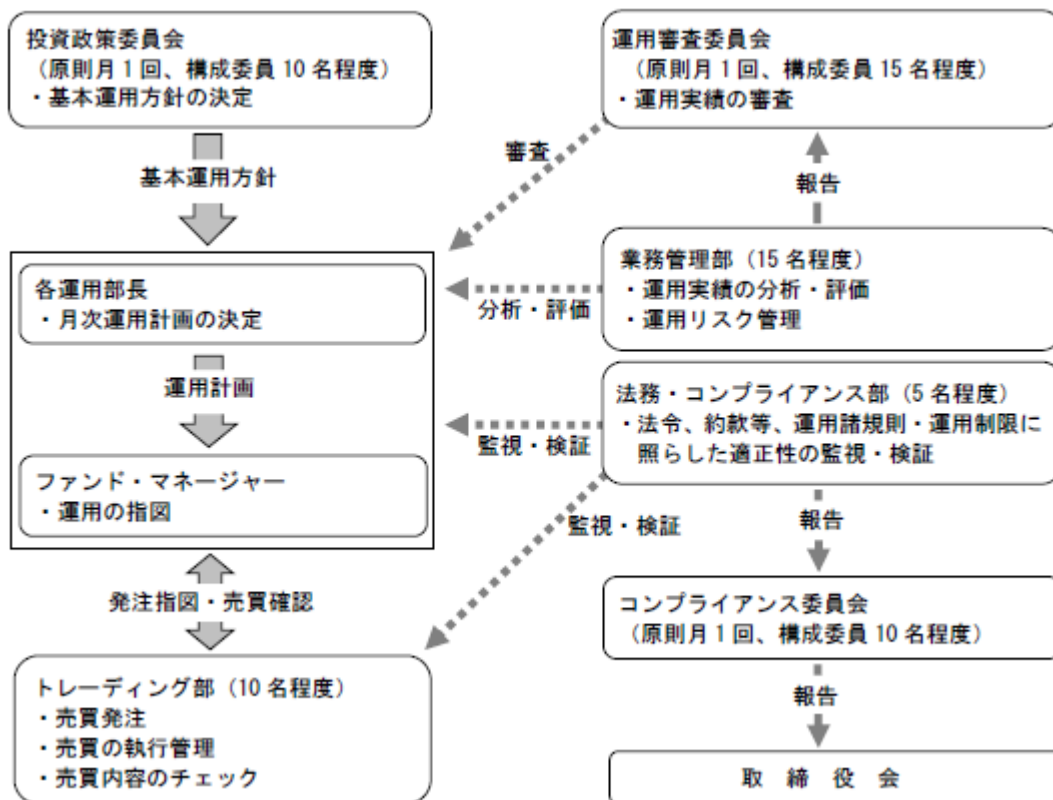 投資政策委員会
（原則月1回、構成委員10名程度）
・基本運用方針の決定
基本運用方針
各運用部長
・月次運用計画の決定
運用計画
ファンド・マネージャー
・運用の指図
発注指図・売買確認
トレーディング部（10名程度）
・売買発注
・売買の執行管理
・売買内容のチェック
運用審査委員会
（原則月1回、構成委員15名程度）
・運用実績の審査
審査
報告
業務管理部（15名程度）
・運用実績の分析・評価
・運用リスク管理
分析・評価
法務・コンプライアンス部（5名程度）
・法令、約款等、運用諸規則・運用制限に
照らした適正性の監視・検証
監視・検証
監視・検証
報告
コンプライアンス委員会
（原則月1回、構成委員10名程度）
報告
取締役会